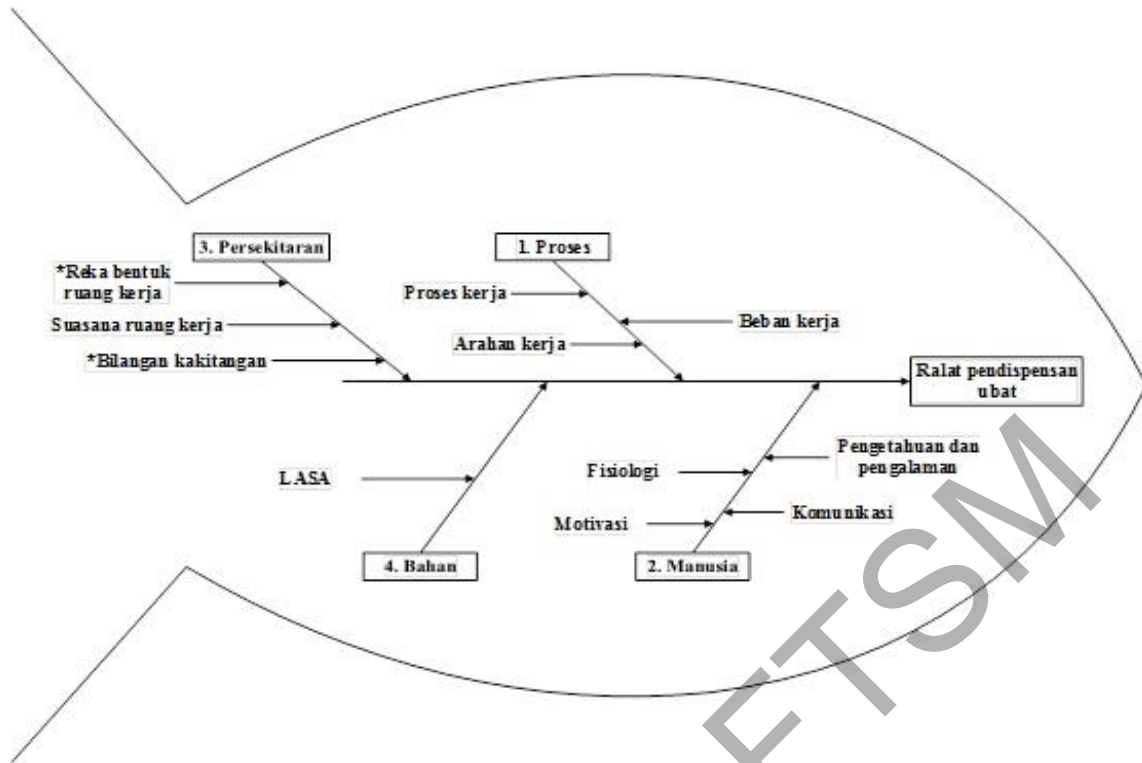 3. Persekitaran
1. Proses
*Reka bentuk
ruang kerja
Suasana ruang kerja
*Bilangan kakitangan
Proses kerja
Arahan kerja
Beban kerja
Ralat pendispensan
ubat
LASA
4. Bahan
Fisiologi
Motivasi
Pengetahuan dan
pengalaman
Komunikasi
2. Manusia
FTSM